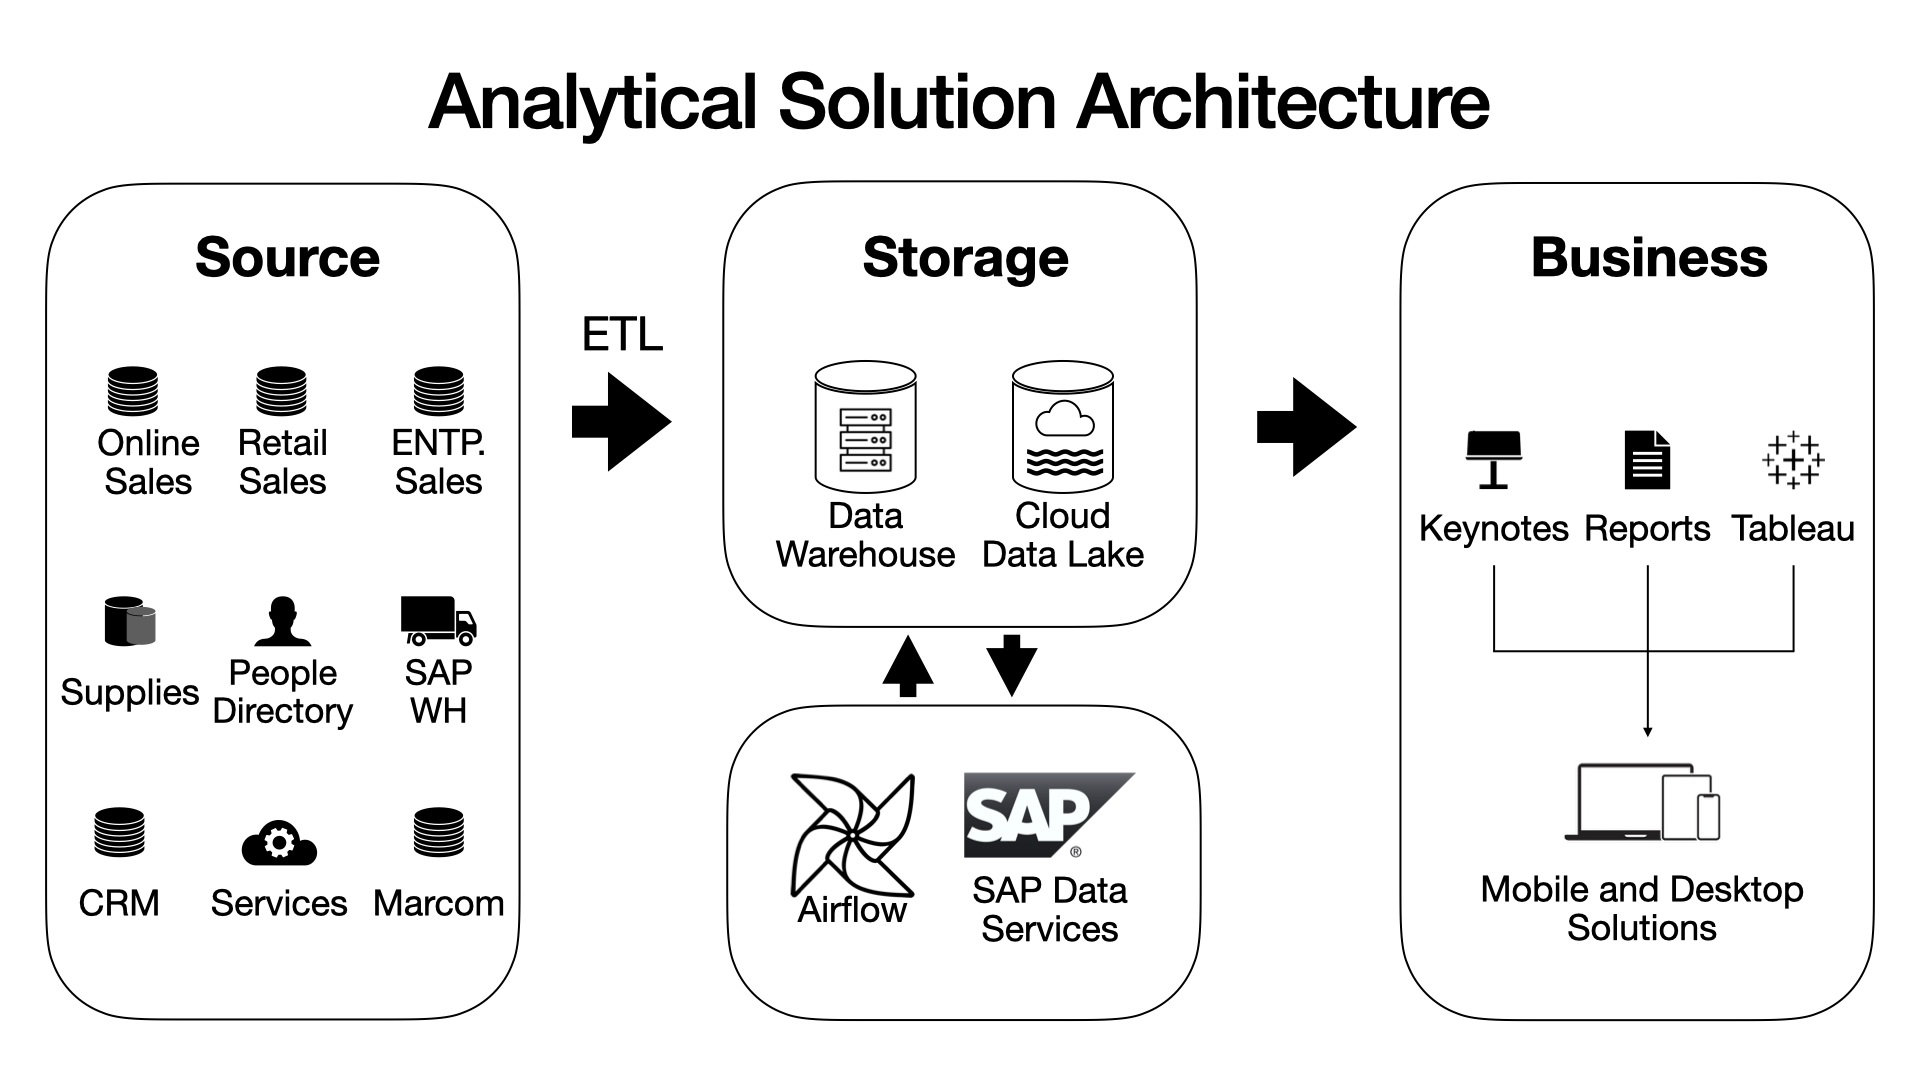 Analytical Solution Architecture
Source
Online
Sales
Retail
Sales
ENTP.
Sales
Supplies
People
Directory
SAP
WH
CRM
Services
Marcom
ETL
Storage
Data
Warehouse
Cloud
Data Lake
Airflow
SAP
®
SAP Data
Services
Business
Keynotes
Reports
Tableau
Mobile and Desktop
Solutions